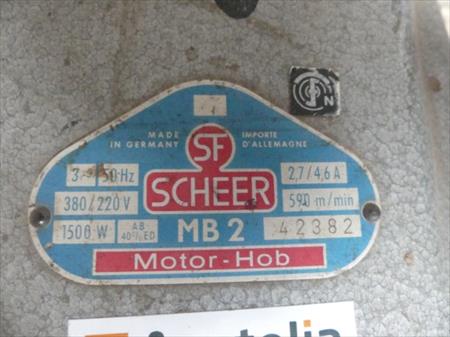 N
MADE
IN GERMANY
IMPORTE
D'ALLEMAGNE
SF
SCHEER
3~ 50 Hz
380/220 V
1500 W
AB
40% ED
2,7/4,6 A
590 m/min
MB 2
42382
Motor-Hob